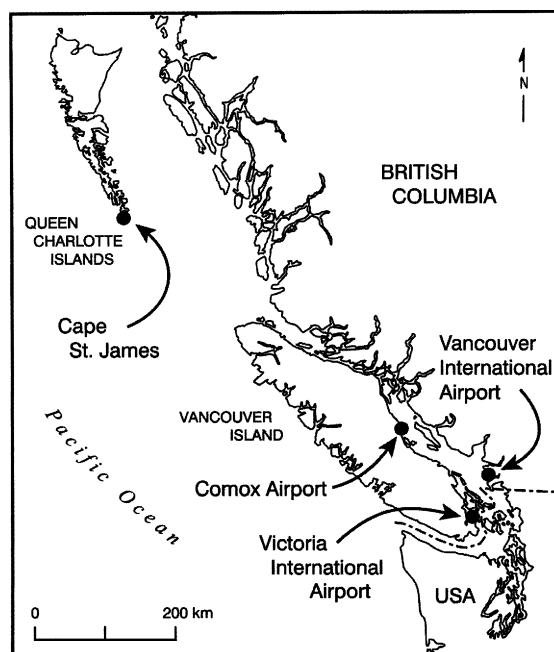 N
BRITISH
COLUMBIA
QUEEN
CHARLOTTE
ISLANDS
Cape
St. James
Vancouver
International
Airport
VANCOUVER
ISLAND
Comox Airport
Pacific Ocean
Victoria
International
Airport
USA
0 200 km